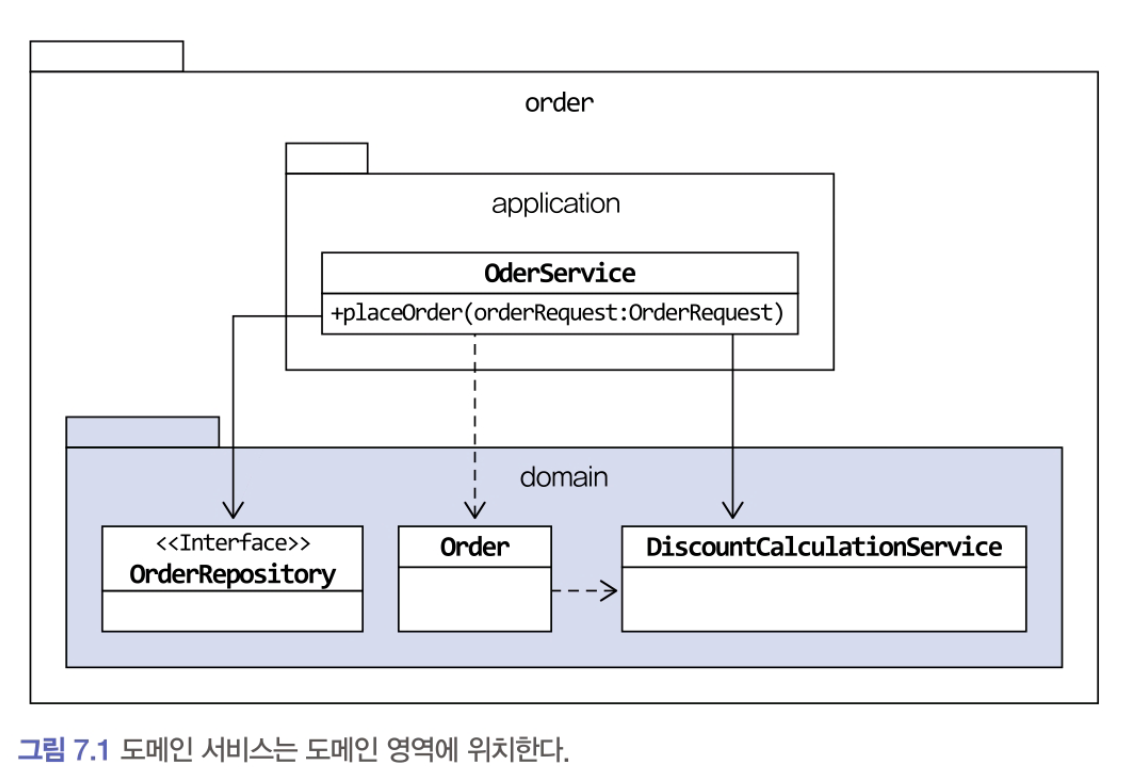 order
application
OderService
+placeOrder(orderRequest:OrderRequest)
domain
<<Interface>>
OrderRepository
Order
DiscountCalculationService
그림 7.1 도메인 서비스는 도메인 영역에 위치한다.